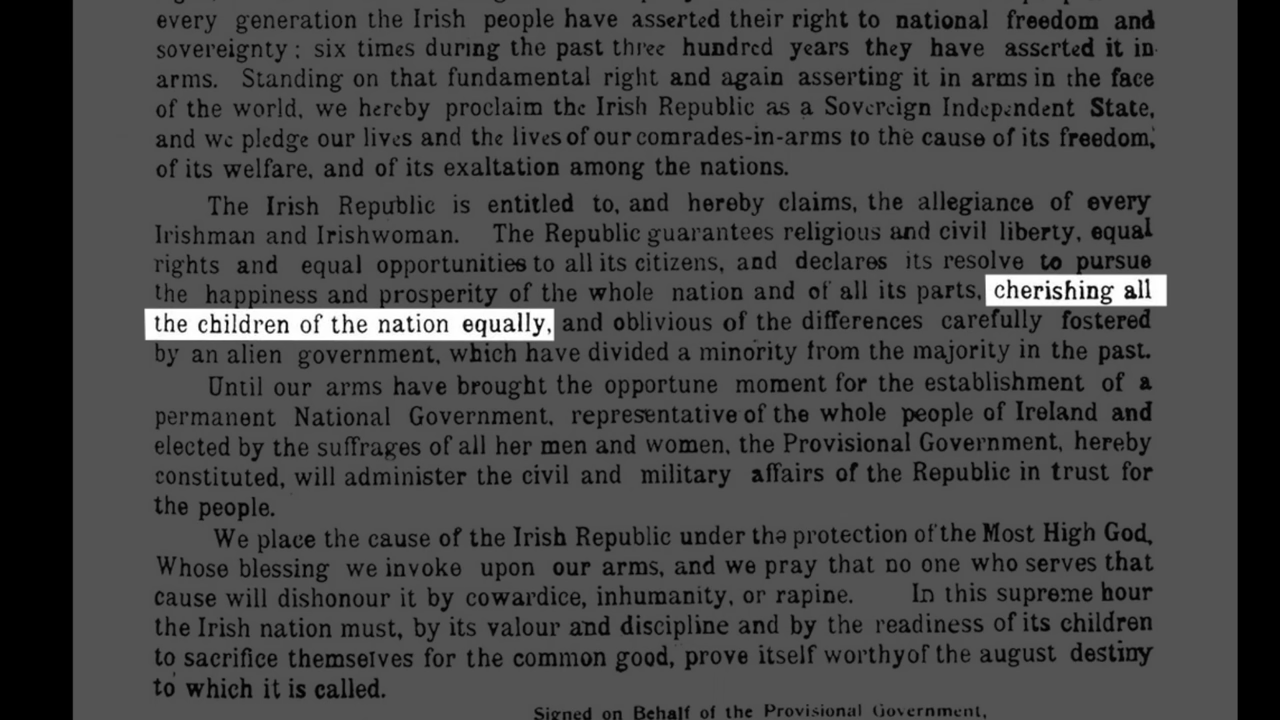 every generation the Irish people have asserted their right to national freedom and
sovereignty ; six times during the past three hundred years they have asserted it in
arms. Standing on that fundamental right and again asserting it in arms in the face
of the world, we hereby proclaim the Irish Republic as a Sovereign Independent State,
and we pledge our lives and the lives of our comrades-in-arms to the cause of its freedom,
of its welfare, and of its exaltation among the nations.
The Irish Republic is entitled to, and hereby claims, the allegiance of every
Irishman and Irishwoman. The Republic guarantees religious and civil liberty, equal
rights and equal opportunities to all its citizens, and declares its resolve to pursue
the happiness and prosperity of the whole nation and of all its parts, cherishing all
the children of the nation equally, and oblivious of the differences carefully fostered
by an alien government, which have divided a minority from the majority in the past.
Until our arms have brought the opportune moment for the establishment of a
permanent National Government, representative of the whole people of Ireland and
elected by the suffrages of all her men and women, the Provisional Government, hereby
constituted, will administer the civil and military affairs of the Republic in trust for
the people.
We place the cause of the Irish Republic under the protection of the Most High God,
Whose blessing we invoke upon our arms, and we pray that no one who serves that
cause will dishonour it by cowardice, inhumanity, or rapine. In this supreme hour
the Irish nation must, by its valour and discipline and by the readiness of its children
to sacrifice themselves for the common good, prove itself worthy of the august destiny
to which it is called.
Signed on Behalf of the Provisional Government,